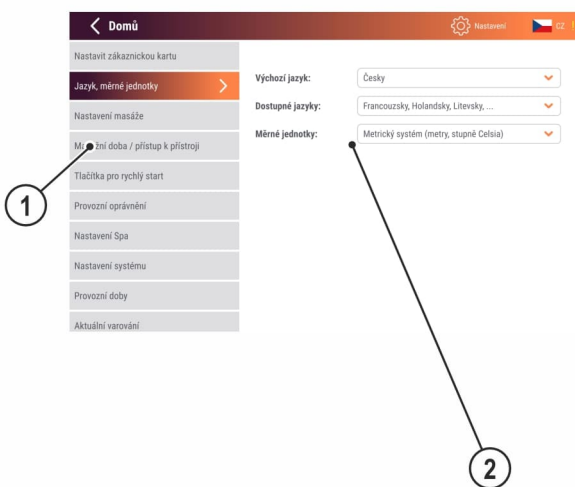 Domů
Nastavení
CZ
Nastavit zákaznickou kartu
Jazyk, měrné jednotky
Nastavení masáže
žní doba / přístup k přístroji
Tlačítka pro rychlý start
Provozní oprávnění
Nastavení Spa
Nastavení systému
Provozní doby
Aktuální varování
Výchozí jazyk: Česky
Dostupné jazyky: Francouzsky, Holandsky, Litevsky, ...
Měrné jednotky: Metrický systém (metry, stupně Celsia)
1
2